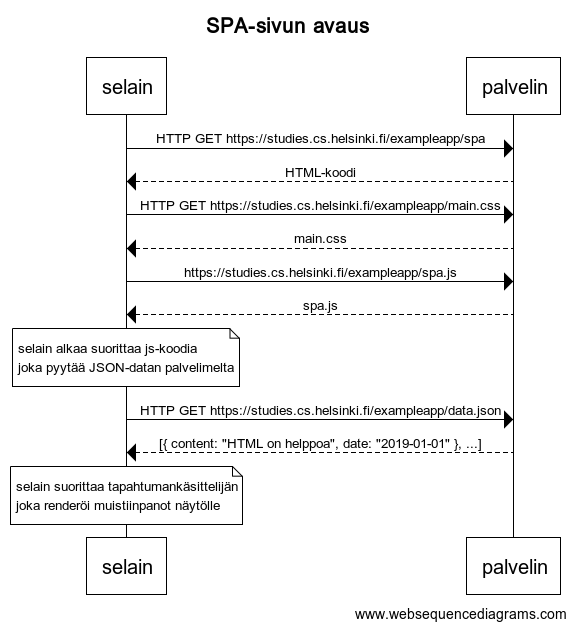 SPA-sivun avaus
selain
palvelin
HTTP GET https://studies.cs.helsinki.fi/exampleapp/spa
HTML-koodi
HTTP GET https://studies.cs.helsinki.fi/exampleapp/main.css
main.css
https://studies.cs.helsinki.fi/exampleapp/spa.js
spa.js
selain alkaa suorittaa js-koodia
joka pyytää JSON-datan palvelimelta
HTTP GET https://studies.cs.helsinki.fi/exampleapp/data.json
[{ content: "HTML on helppoa", date: "2019-01-01" }, ...]
selain suorittaa tapahtumankäsittelijän
joka renderöi muistiinpanot näytölle
selain
palvelin
www.websequencediagrams.com